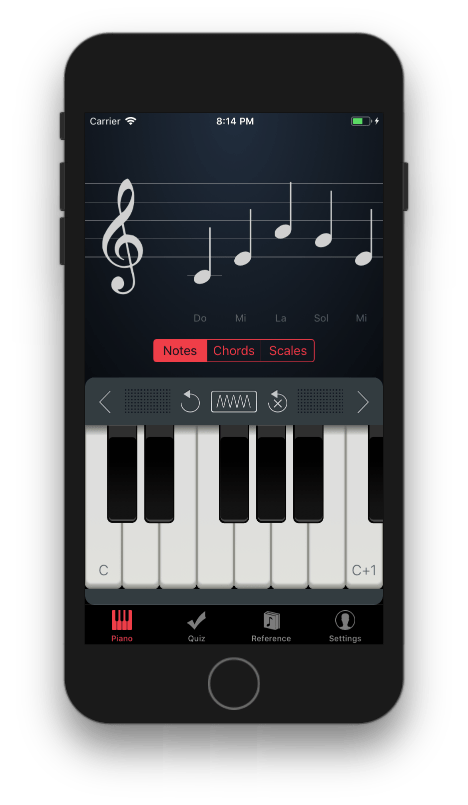 Carrier 8:14 PM
Do Mi La Sol Mi
Notes Chords Scales
C C+1
Piano Quiz Reference Settings